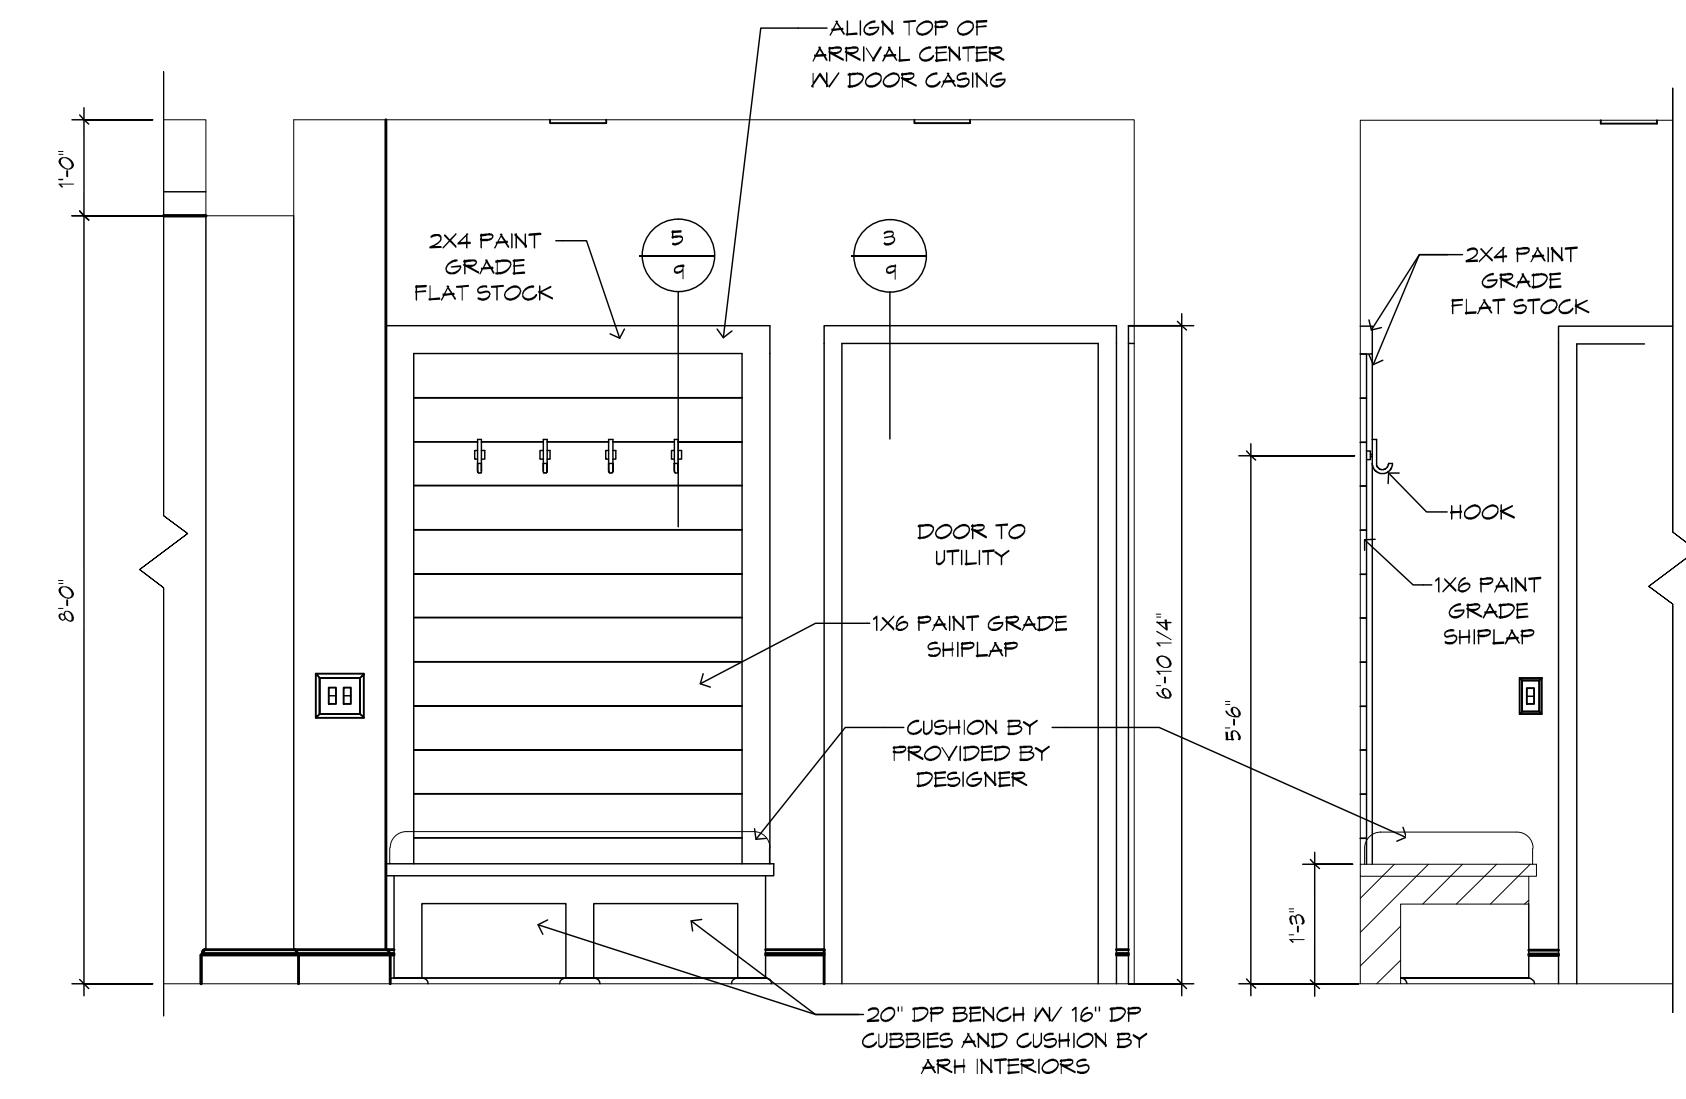 ALIGN TOP OF
ARRIVAL CENTER
W/ DOOR CASING
1'-0"
2X4 PAINT
GRADE
FLAT STOCK
5
9
3
9
2X4 PAINT
GRADE
FLAT STOCK
HOOK
DOOR TO
UTILITY
8'-0"
1X6 PAINT GRADE
SHIPLAP
6'-10 1/4"
1X6 PAINT
GRADE
SHIPLAP
5'-6"
CUSHION BY
PROVIDED BY
DESIGNER
1'-3"
20" DP BENCH W/ 16" DP
CUBBIES AND CUSHION BY
ARH INTERIORS